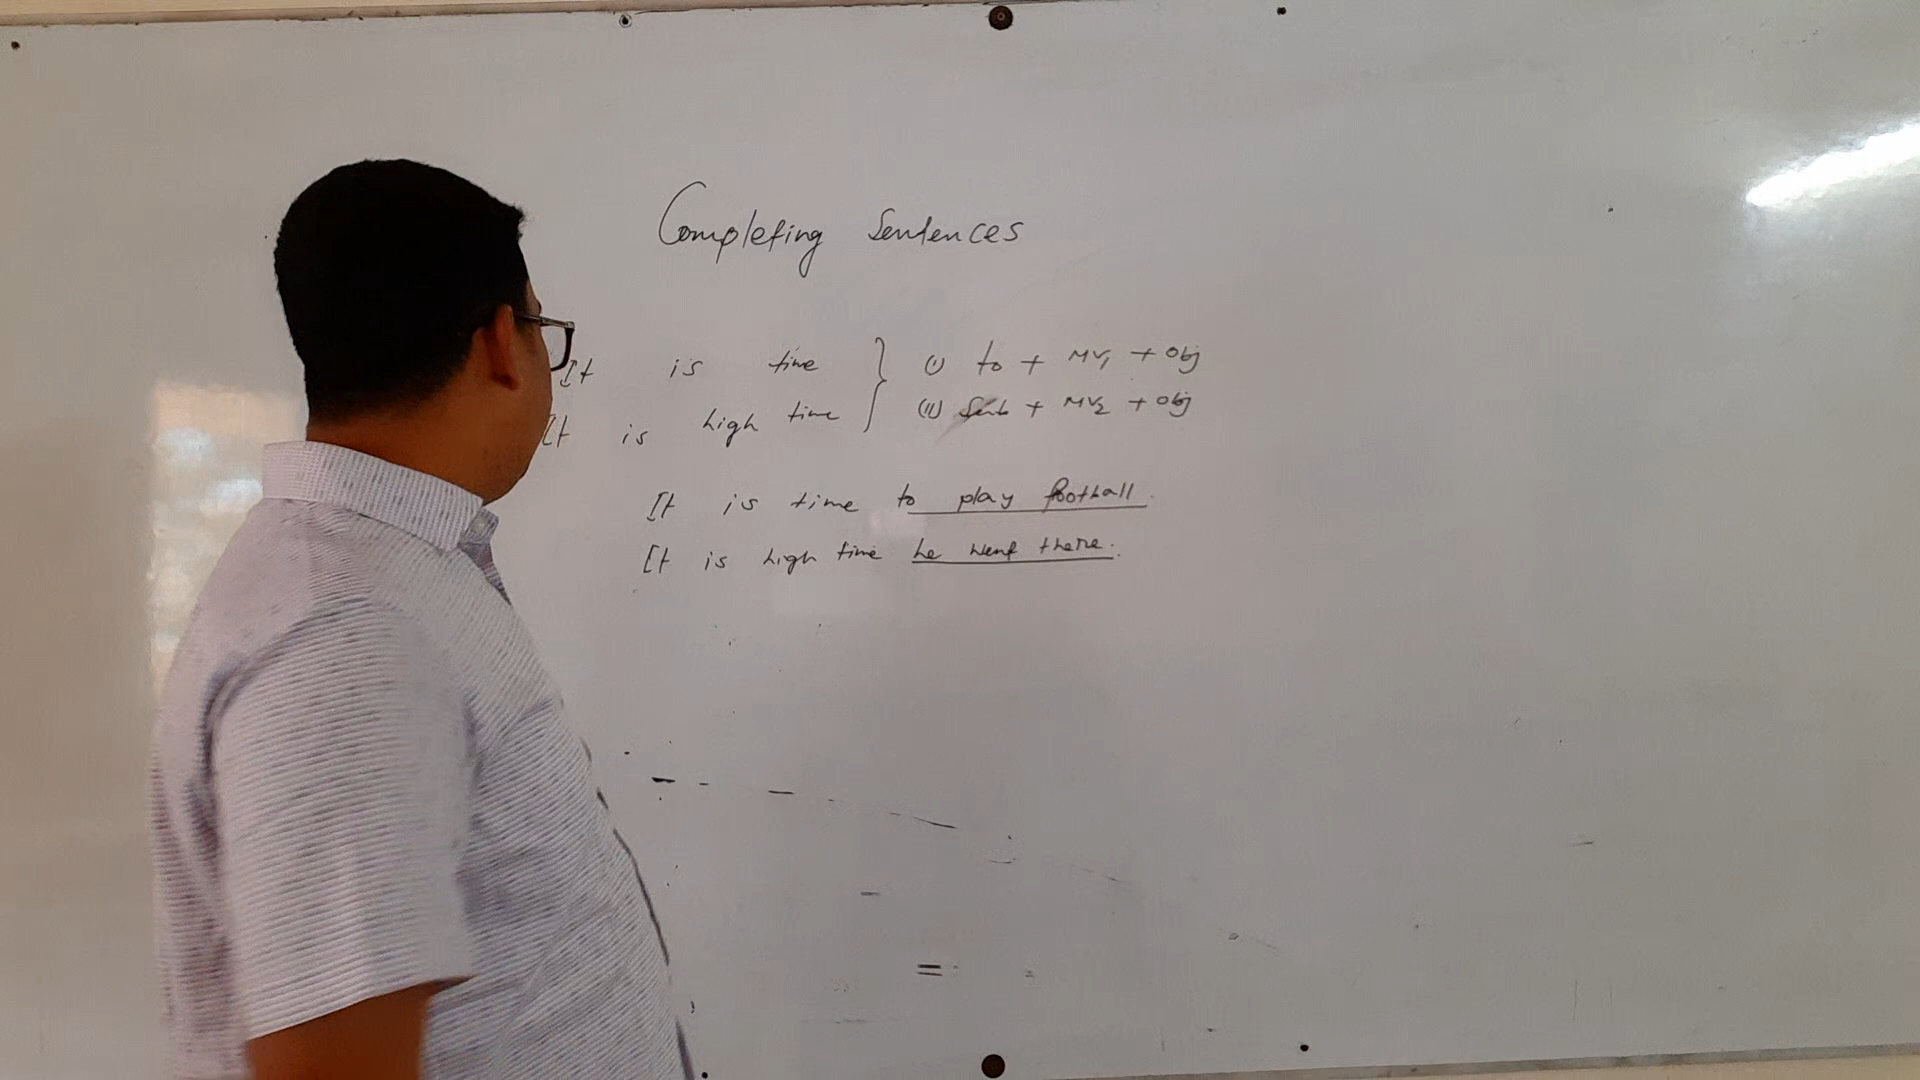 Completing Sentences
It is time } (i) to + MV1 + Obj
It is high time } (ii) Sub + MV2 + Obj
It is time to play football.
It is high time he went there.